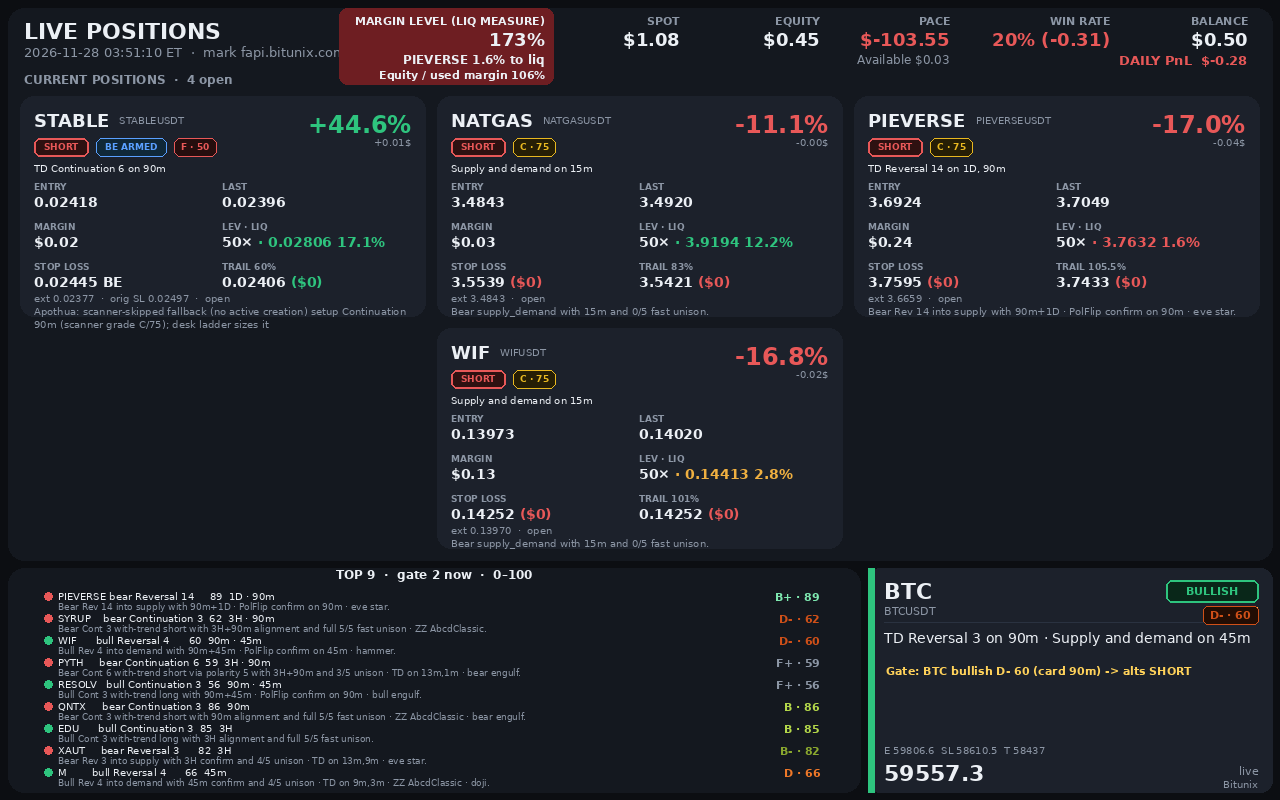 LIVE POSITIONS
2026-11-28 03:51:10 ET · mark fapi.bitunix.com
CURRENT POSITIONS · 4 open
MARGIN LEVEL (LIQ MEASURE)
173%
PIEVERSE 1.6% to liq
Equity / used margin 106%
SPOT
$1.08
EQUITY
$0.45
PACE
$-103.55
Available $0.03
WIN RATE
20% (-0.31)
BALANCE
$0.50
DAILY PnL $-0.28
STABLE STABLEUSDT
+44.6%
+0.01$
SHORT BE ARMED F · 50
TD Continuation 6 on 90m
ENTRY LAST
0.02418 0.02396
MARGIN LEV · LIQ
$0.02 50× · 0.02806 17.1%
STOP LOSS TRAIL 60%
0.02445 BE 0.02406 ($0)
ext 0.02377 · orig SL 0.02497 · open
Apothua: scanner-skipped fallback (no active creation) setup Continuation
90m (scanner grade C/75); desk ladder sizes it
NATGAS NATGASUSDT
-11.1%
-0.00$
SHORT C · 75
Supply and demand on 15m
ENTRY LAST
3.4843 3.4920
MARGIN LEV · LIQ
$0.03 50× · 3.9194 12.2%
STOP LOSS TRAIL 83%
3.5539 ($0) 3.5421 ($0)
ext 3.4843 · open
Bear supply_demand with 15m and 0/5 fast unison.
PIEVERSE PIEVERSEUSDT
-17.0%
-0.04$
SHORT C · 75
TD Reversal 14 on 1D, 90m
ENTRY LAST
3.6924 3.7049
MARGIN LEV · LIQ
$0.24 50× · 3.7632 1.6%
STOP LOSS TRAIL 105.5%
3.7595 ($0) 3.7433 ($0)
ext 3.6659 · open
Bear Rev 14 into supply with 90m+1D · PolFlip confirm on 90m · eve star.
WIF WIFUSDT
-16.8%
-0.02$
SHORT C · 75
Supply and demand on 15m
ENTRY LAST
0.13973 0.14020
MARGIN LEV · LIQ
$0.13 50× · 0.14413 2.8%
STOP LOSS TRAIL 101%
0.14252 ($0) 0.14252 ($0)
ext 0.13970 · open
Bear supply_demand with 15m and 0/5 fast unison.
TOP 9 · gate 2 now · 0–100
PIEVERSE bear Reversal 14 89 1D · 90m B+ · 89
Bear Rev 14 into supply with 90m+1D · PolFlip confirm on 90m · eve star.
SYRUP bear Continuation 3 62 3H · 90m D- · 62
Bear Cont 3 with-trend short with 3H+90m alignment and full 5/5 fast unison · ZZ AbcdClassic.
WIF bull Reversal 4 60 90m · 45m D- · 60
Bull Rev 4 into demand with 90m+45m · PolFlip confirm on 45m · hammer.
PYTH bear Continuation 6 59 3H · 90m F+ · 59
Bear Cont 6 with-trend short via polarity 5 with 3H+90m and 3/5 unison · TD on 13m,1m · bear engulf.
RESOLV bull Continuation 3 56 90m · 45m F+ · 56
Bull Cont 3 with-trend long with 90m+45m · PolFlip confirm on 90m · bull engulf.
QNTX bear Continuation 3 86 90m B · 86
Bear Cont 3 with-trend short with 90m alignment and full 5/5 fast unison · ZZ AbcdClassic · bear engulf.
EDU bull Continuation 3 85 3H B · 85
Bull Cont 3 with-trend long with 3H alignment and full 5/5 fast unison.
XAUT bear Reversal 3 82 3H B- · 82
Bear Rev 3 into supply with 3H confirm and 4/5 unison · TD on 13m,9m · eve star.
M bull Reversal 4 66 45m D · 66
Bull Rev 4 into demand with 45m confirm and 4/5 unison · TD on 9m,3m · ZZ AbcdClassic · doji.
BTC BULLISH
BTCUSDT D- · 60
TD Reversal 3 on 90m · Supply and demand on 45m
Gate: BTC bullish D- 60 (card 90m) -> alts SHORT
E 59806.6 SL 58610.5 T 58437
59557.3
live
Bitunix